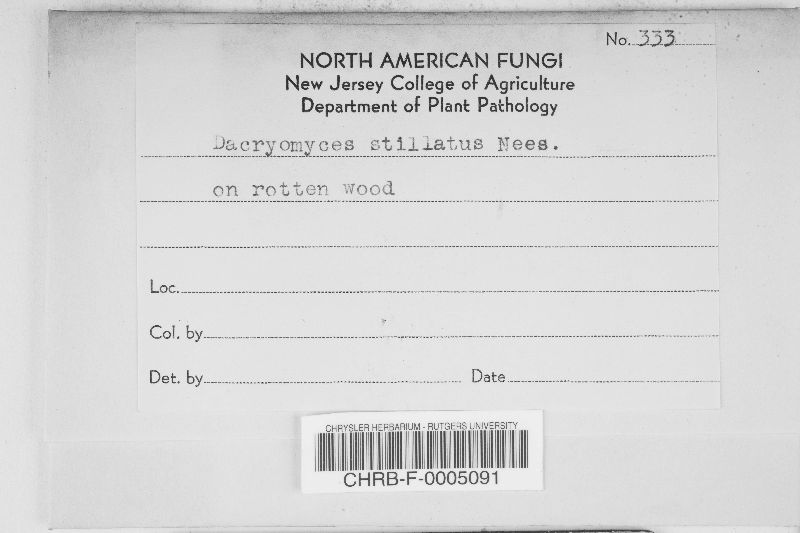 No. 333
NORTH AMERICAN FUNGI
New Jersey College of Agriculture
Department of Plant Pathology
Dacryomyces stillatus Nees.
on rotten wood
Loc.
Col. by
Det. by Date
CHRYSLER HERBARIUM - RUTGERS UNIVERSITY
CHRB-F-0005091